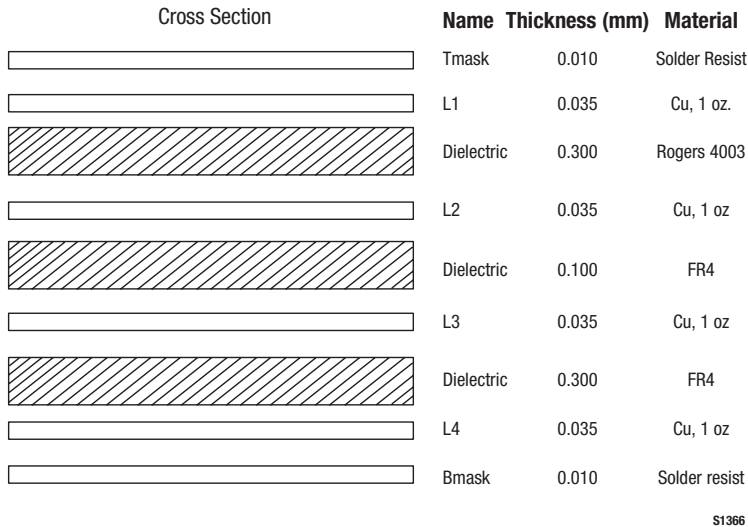 Cross Section Name Thickness (mm) Material
Tmask 0.010 Solder Resist
L1 0.035 Cu, 1 oz.
Dielectric 0.300 Rogers 4003
L2 0.035 Cu, 1 oz
Dielectric 0.100 FR4
L3 0.035 Cu, 1 oz
Dielectric 0.300 FR4
L4 0.035 Cu, 1 oz
Bmask 0.010 Solder resist
S1366